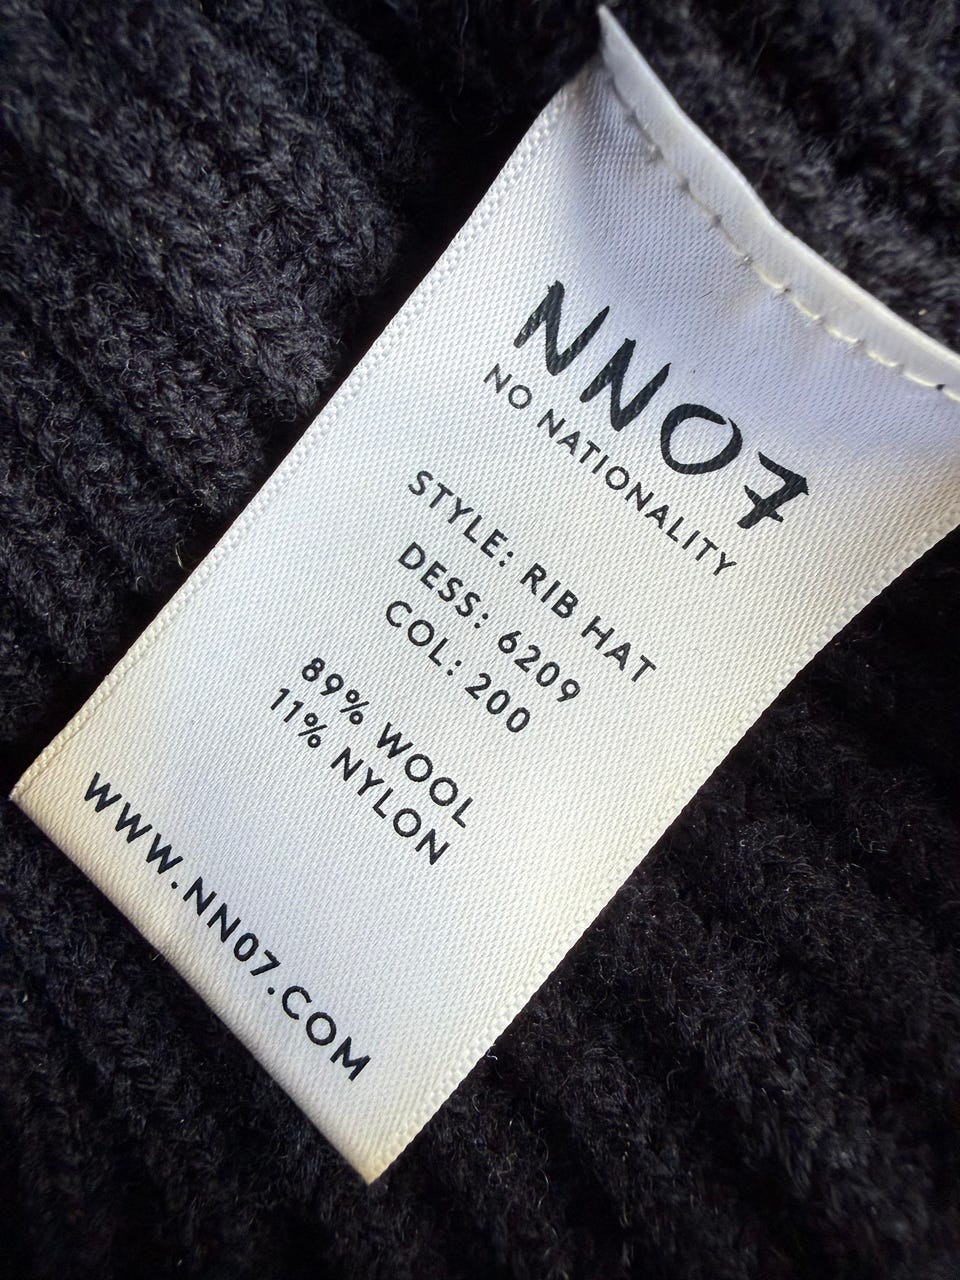 NN07
NO NATIONALITY
STYLE: RIB HAT
DESS: 6209
COL: 200
89% WOOL
11% NYLON
WWW.NN07.COM